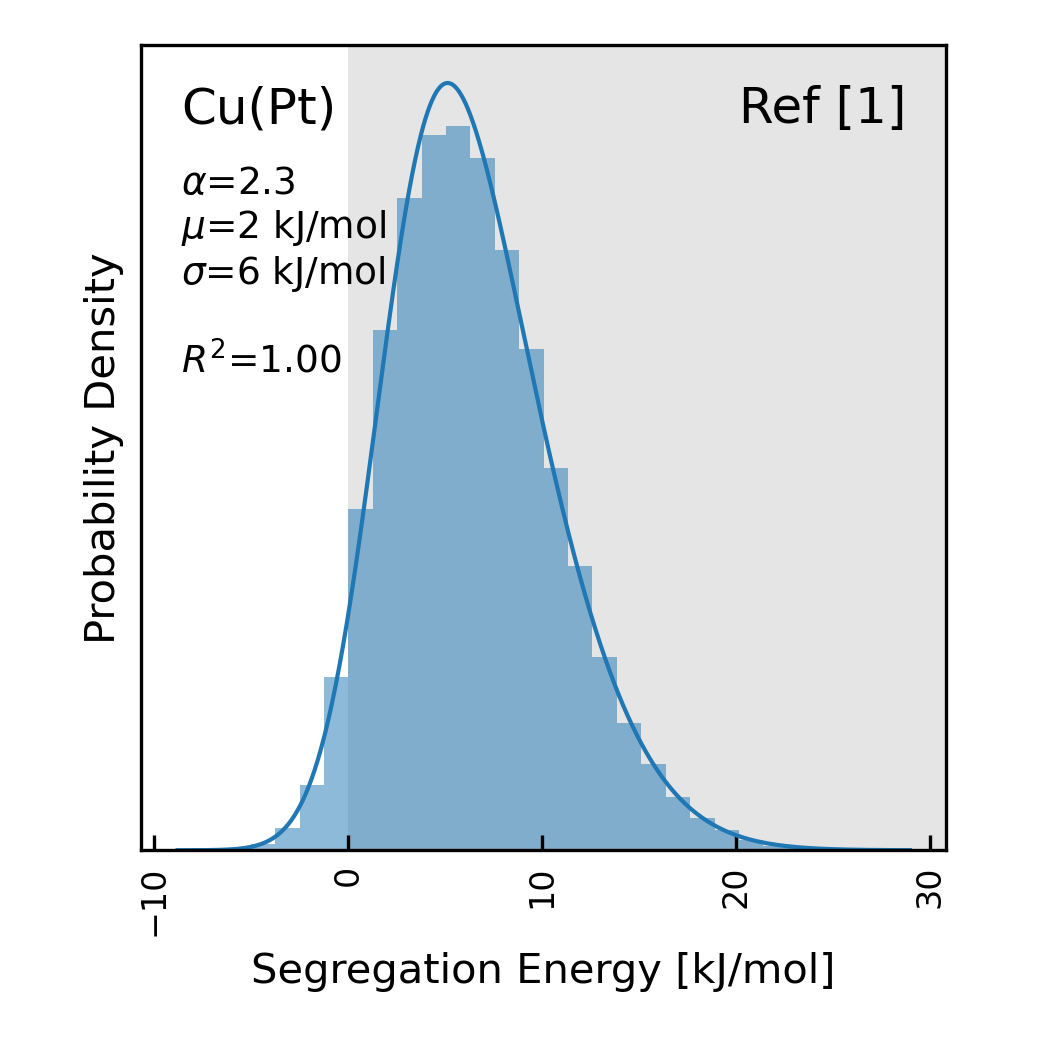 Cu(Pt)
Ref [1]
α=2.3
μ=2 kJ/mol
σ=6 kJ/mol
R²=1.00
Probability Density
−10
0
10
20
30
Segregation Energy [kJ/mol]